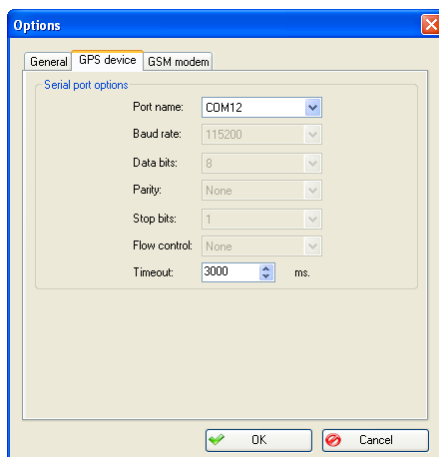 Options
General GPS device GSM modem
Serial port options
Port name: COM12
Baud rate: 115200
Data bits: 8
Parity: None
Stop bits: 1
Flow control: None
Timeout: 3000 ms.
OK Cancel